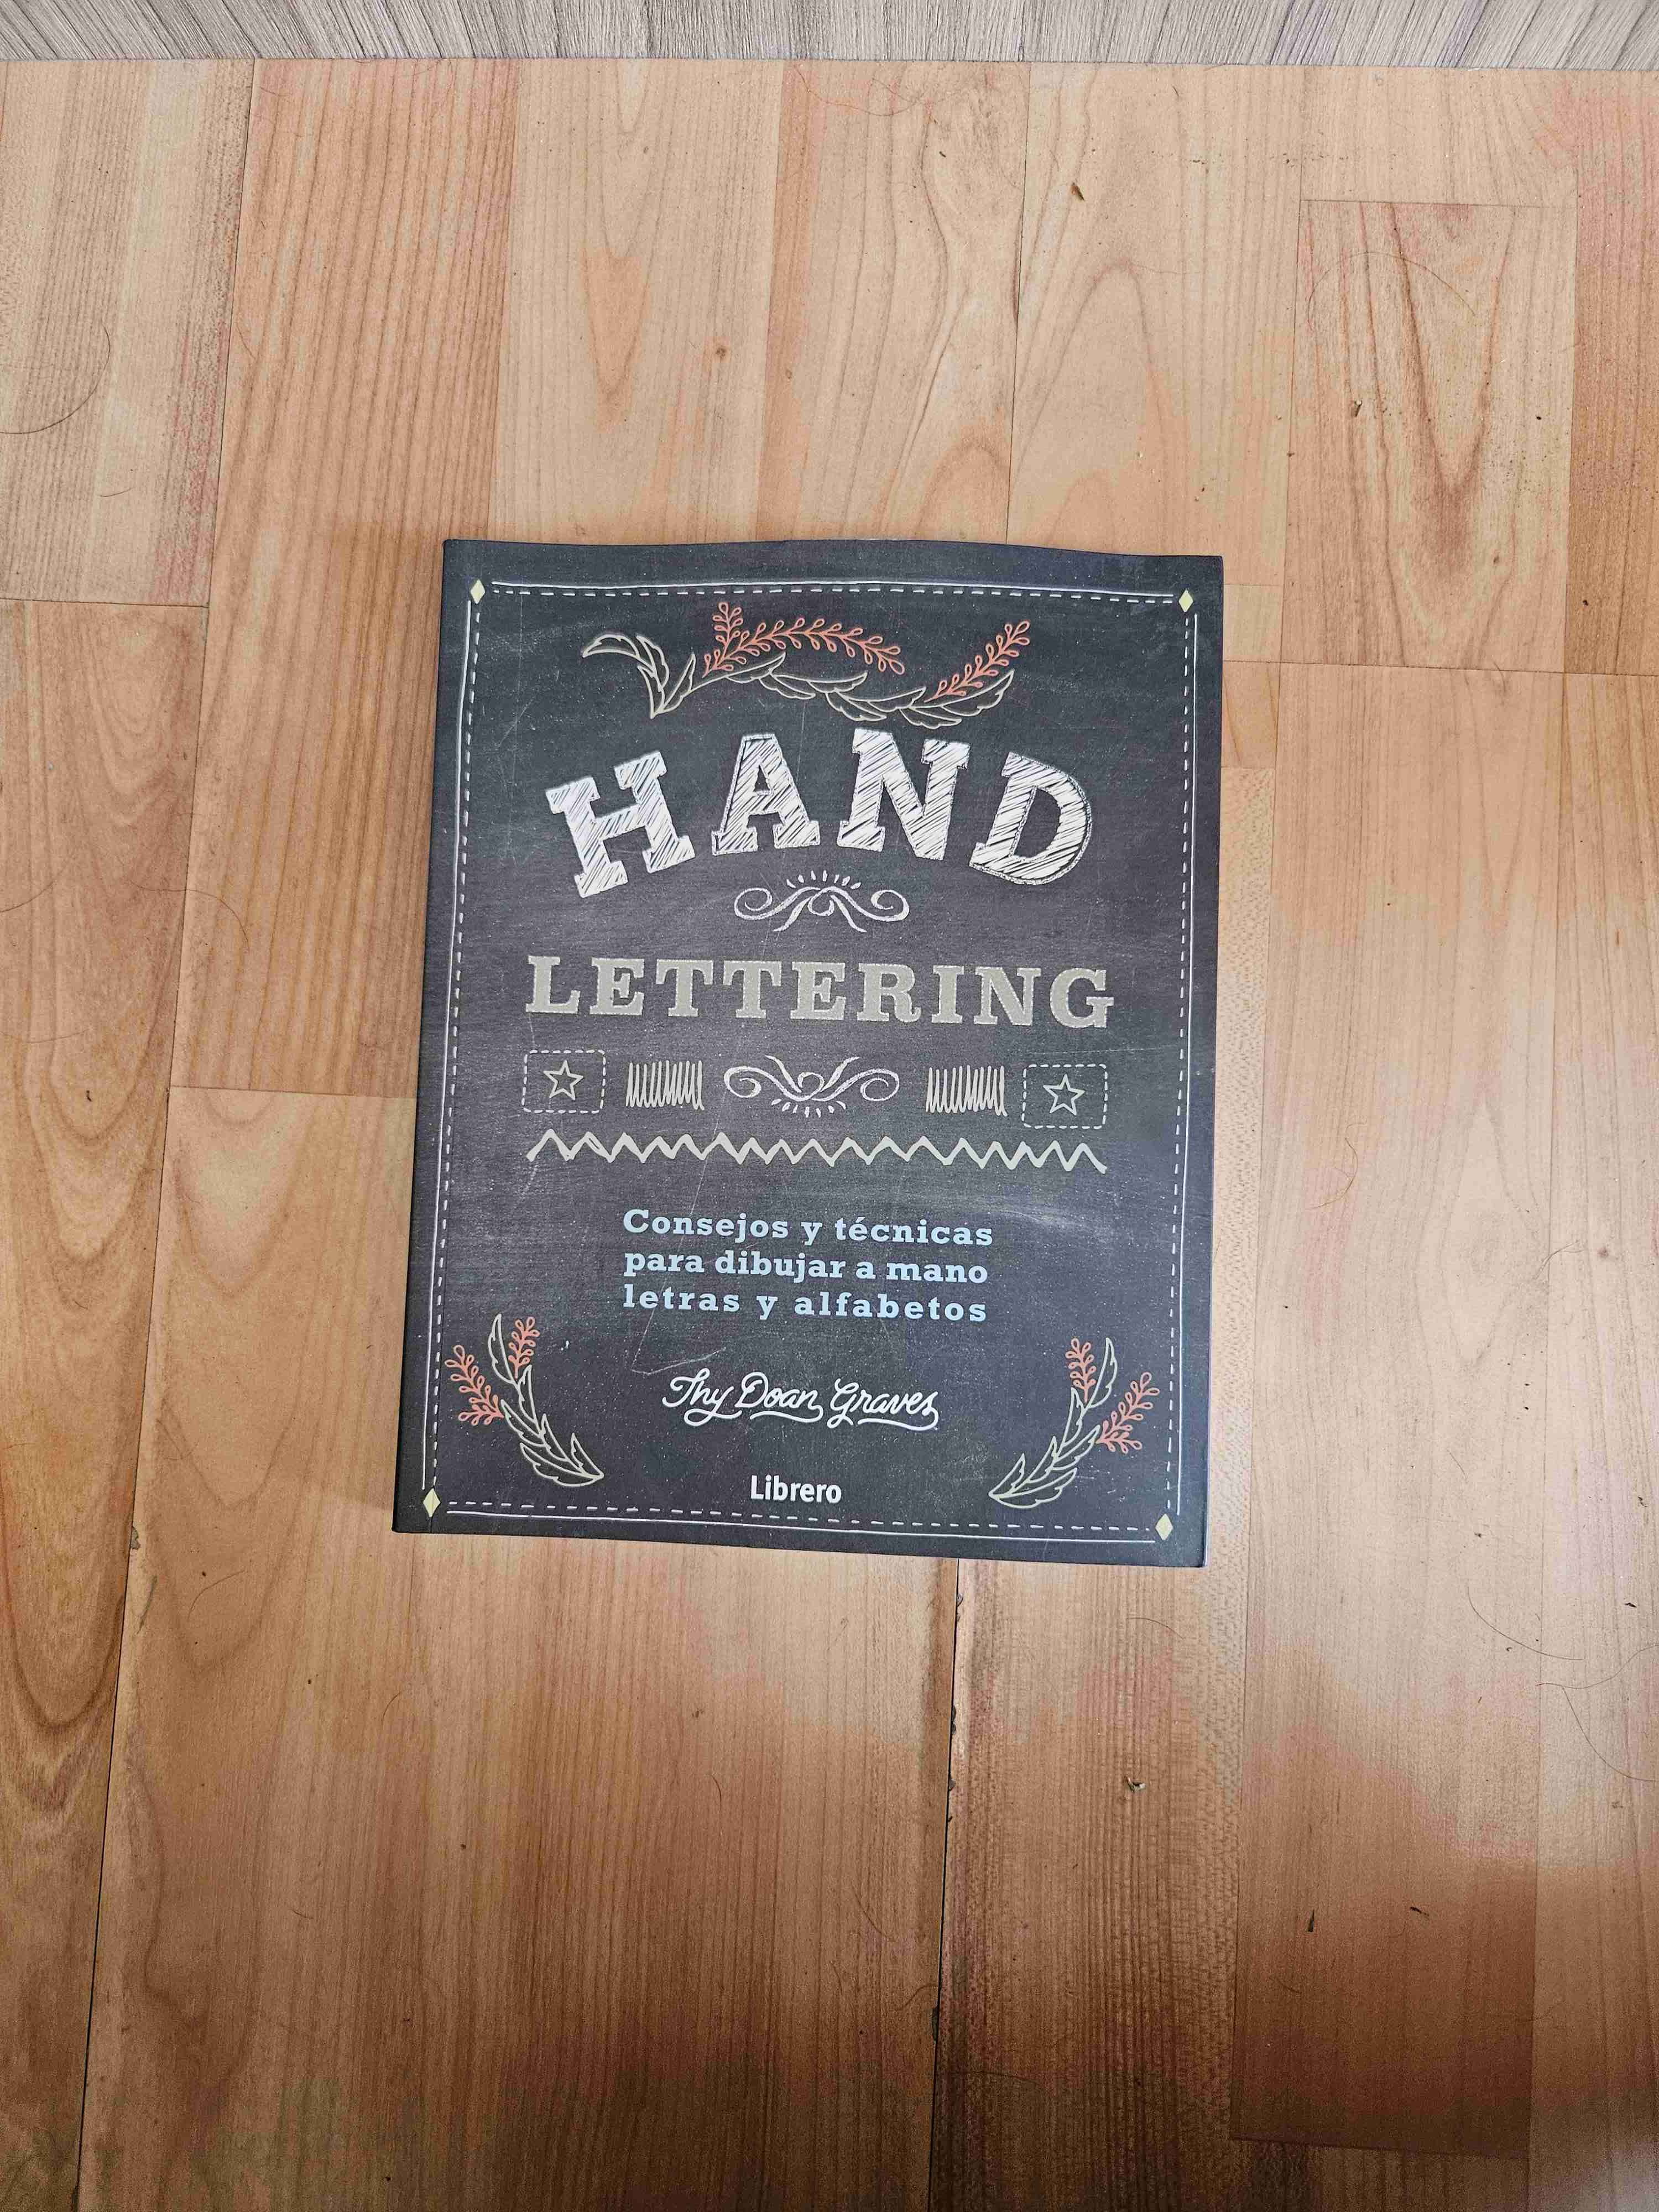 HAND
LETTERING
Consejos y técnicas
para dibujar a mano
letras y alfabetos
Thy Doan Graves
Librero